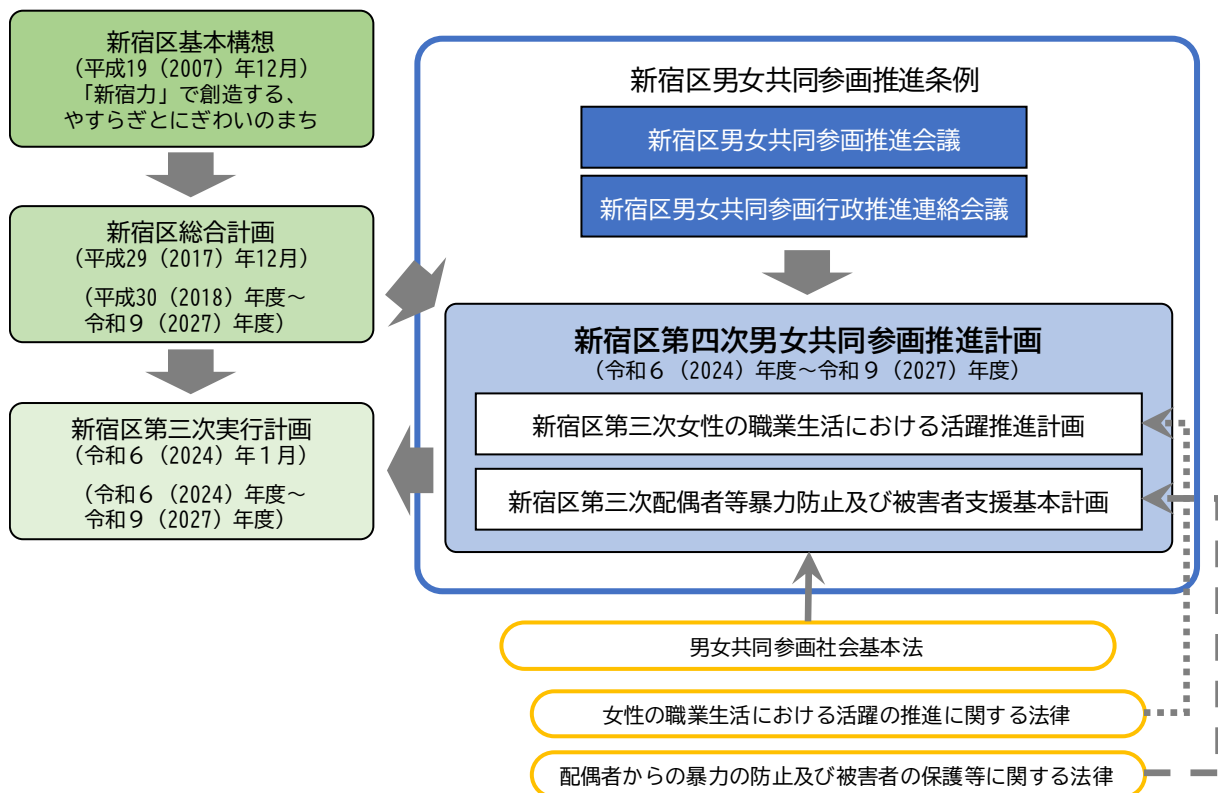 新宿区基本構想
（平成19（2007）年12月）
「新宿力」で創造する、
やすらぎとにぎわいのまち
新宿区総合計画
（平成29（2017）年12月）
（平成30（2018）年度～
令和９（2027）年度）
新宿区第三次実行計画
（令和６（2024）年１月）
（令和６（2024）年度～
令和９（2027）年度）
新宿区男女共同参画推進条例
新宿区男女共同参画推進会議
新宿区男女共同参画行政推進連絡会議
新宿区第四次男女共同参画推進計画
（令和６（2024）年度～令和９（2027）年度）
新宿区第三次女性の職業生活における活躍推進計画
新宿区第三次配偶者等暴力防止及び被害者支援基本計画
男女共同参画社会基本法
女性の職業生活における活躍の推進に関する法律
配偶者からの暴力の防止及び被害者の保護等に関する法律